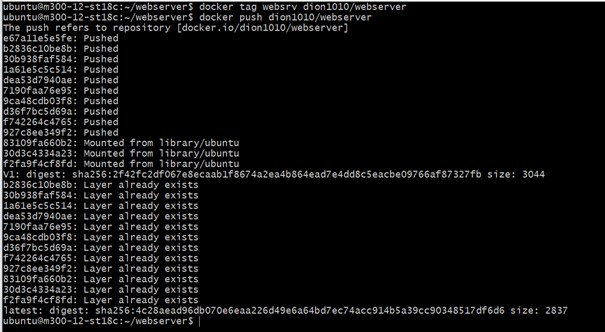 ubuntu@m300-12-st18c:~/webserver$ docker tag websrv dion1010/webserver
ubuntu@m300-12-st18c:~/webserver$ docker push dion1010/webserver
The push refers to repository [docker.io/dion1010/webserver]
e67a11e5e5fe: Pushed
b2836c10be8b: Pushed
30b938faf584: Pushed
1a61e5c5c514: Pushed
dea53d7940ae: Pushed
7190faa76e95: Pushed
9ca48cdb03f8: Pushed
d36f7bc5d69a: Pushed
f742264c4765: Pushed
927c8ee349f2: Pushed
83109fa660b2: Mounted from library/ubuntu
30d3c4334a23: Mounted from library/ubuntu
f2fa9f4cf8fd: Mounted from library/ubuntu
V1: digest: sha256:2f42fc2df067e8ecaab1f8674a2ea4b864ead7e4dd8c5eacbe09766af87327fb size: 3044
b2836c10be8b: Layer already exists
30b938faf584: Layer already exists
1a61e5c5c514: Layer already exists
dea53d7940ae: Layer already exists
7190faa76e95: Layer already exists
9ca48cdb03f8: Layer already exists
d36f7bc5d69a: Layer already exists
f742264c4765: Layer already exists
927c8ee349f2: Layer already exists
83109fa660b2: Layer already exists
30d3c4334a23: Layer already exists
f2fa9f4cf8fd: Layer already exists
latest: digest: sha256:4c28aead96db070e6eaa226d49e6a64bd7ec74acc914b5a39cc90348517df6d6 size: 2837
ubuntu@m300-12-st18c:~/webserver$